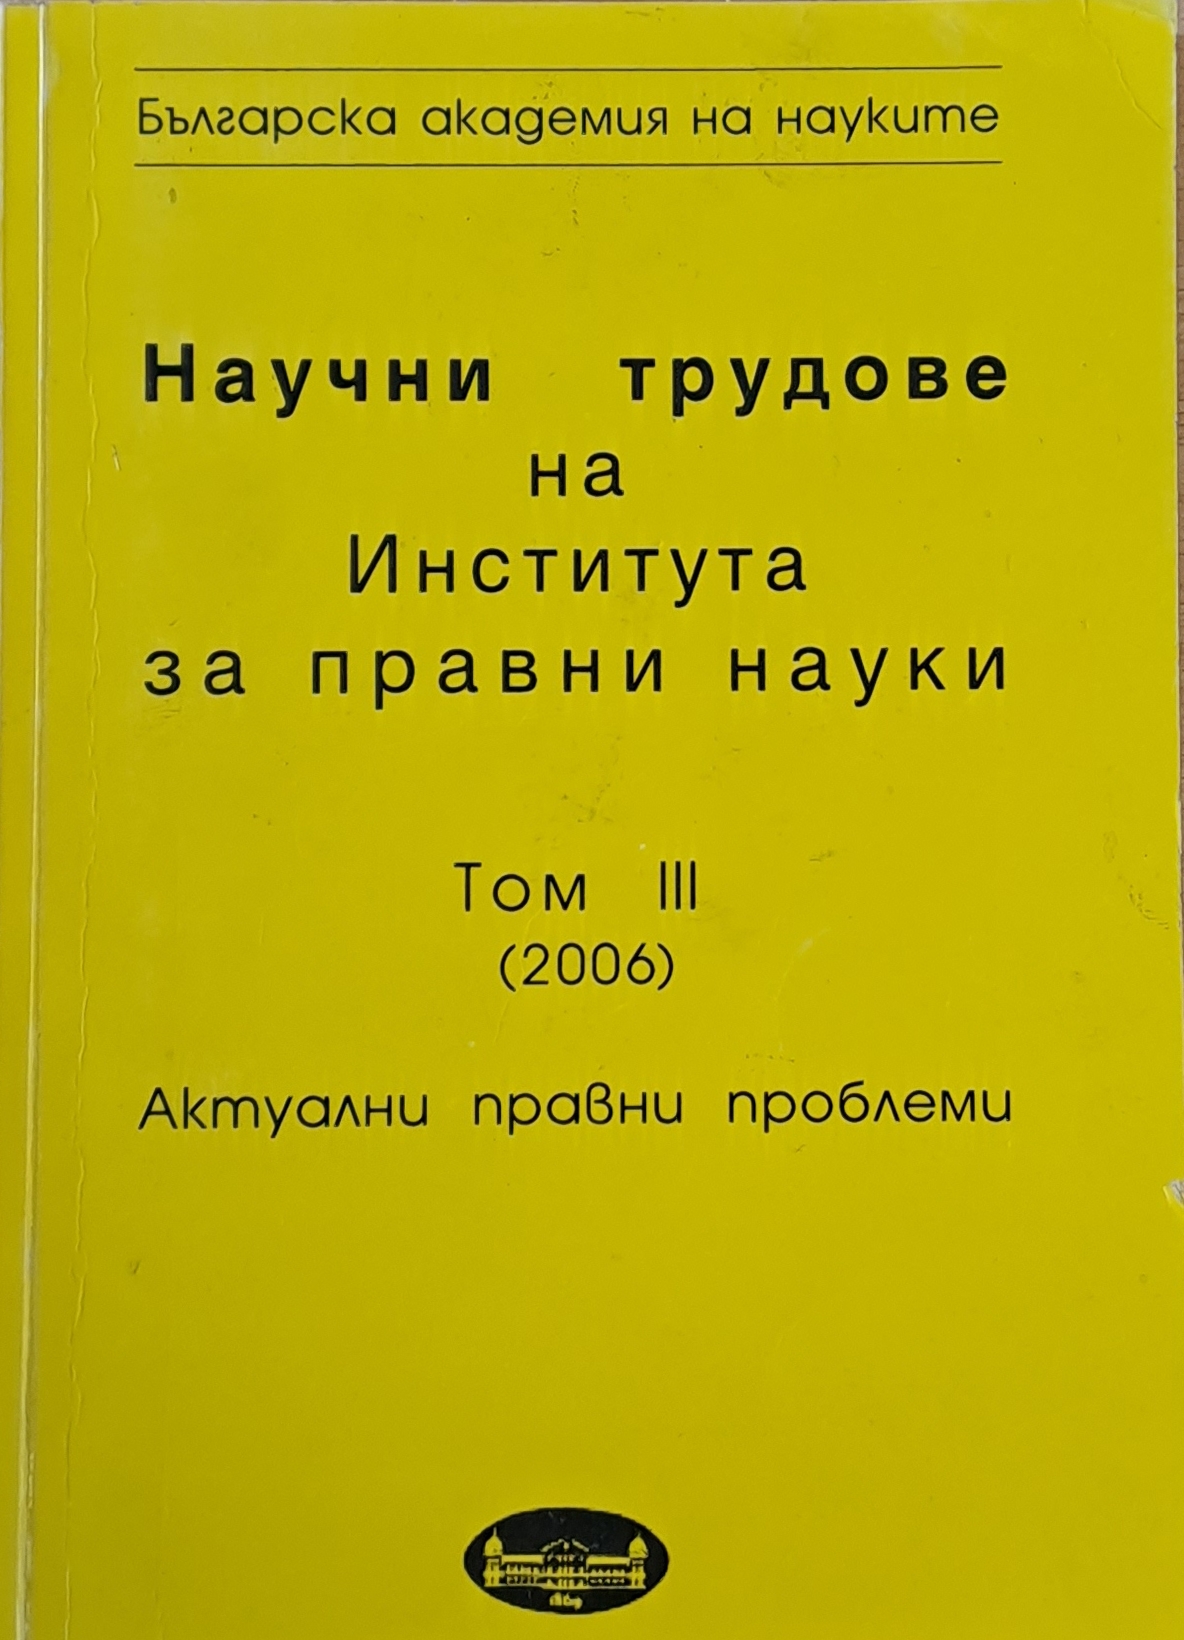 Българска академия на науките
Научни трудове
на
Института
за правни науки
Том III
(2006)
Актуални правни проблеми